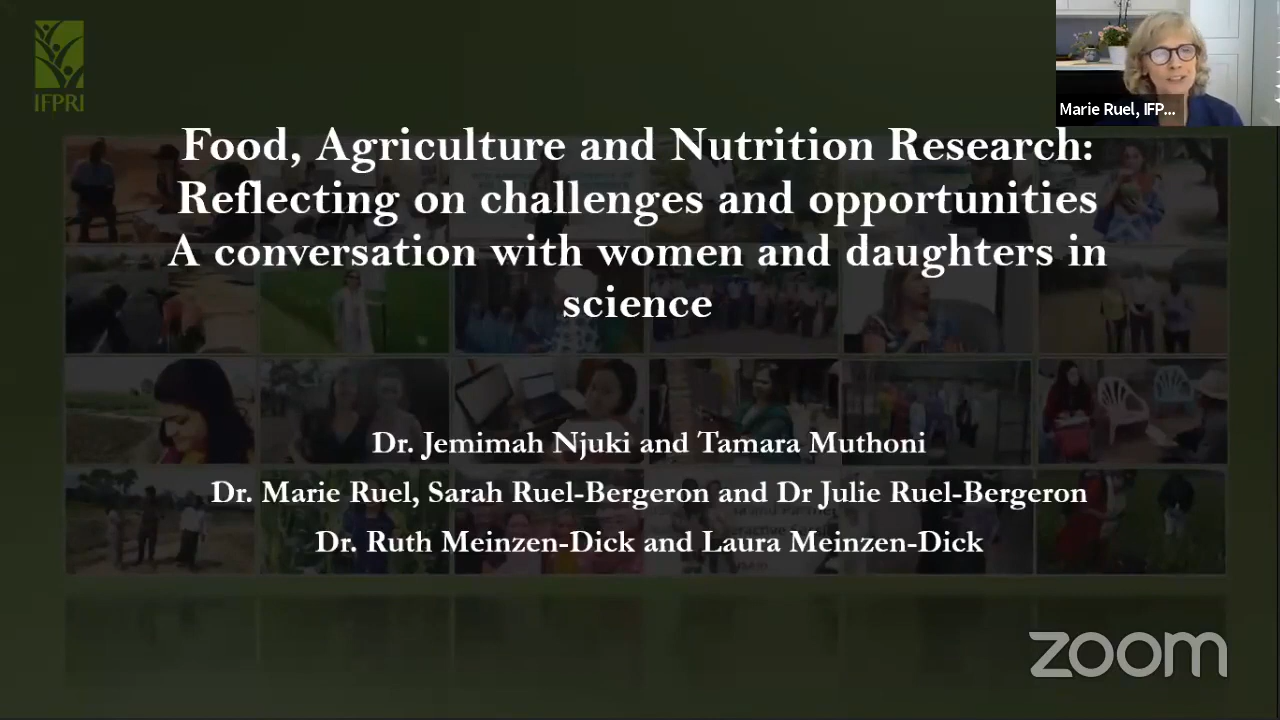 IFPRI
Marie Ruel, IFP...
Food, Agriculture and Nutrition Research:
Reflecting on challenges and opportunities
A conversation with women and daughters in
science
Dr. Jemimah Njuki and Tamara Muthoni
Dr. Marie Ruel, Sarah Ruel-Bergeron and Dr Julie Ruel-Bergeron
Dr. Ruth Meinzen-Dick and Laura Meinzen-Dick
zoom